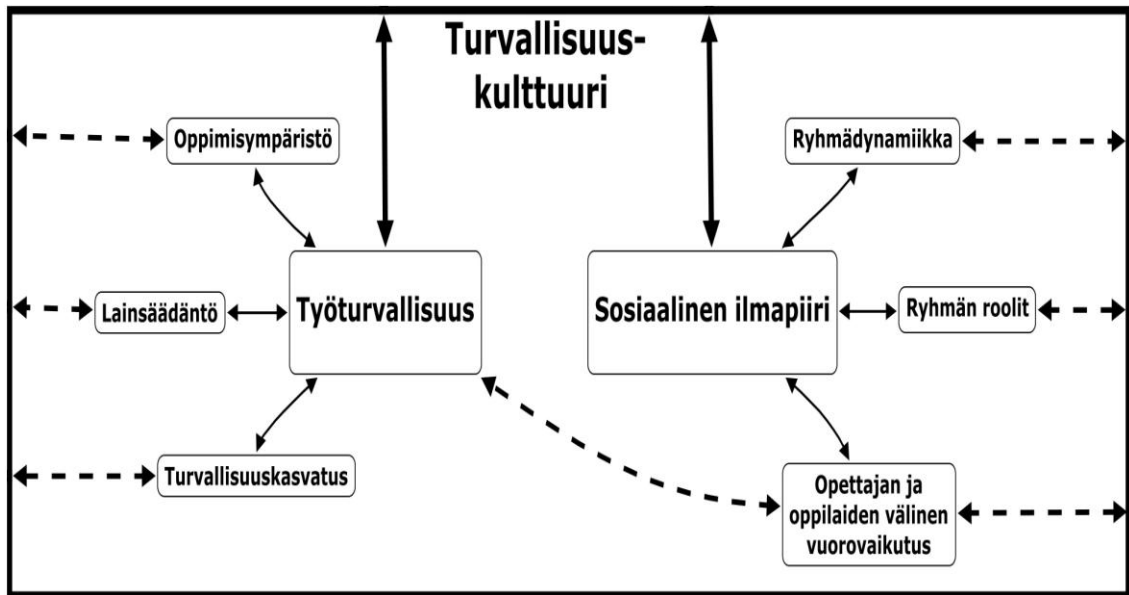 Turvallisuus-
kulttuuri
Oppimisympäristö
Ryhmädynamiikka
Lainsäädäntö
Työturvallisuus
Sosiaalinen ilmapiiri
Ryhmän roolit
Turvallisuuskasvatus
Opettajan ja
oppilaiden välinen
vuorovaikutus